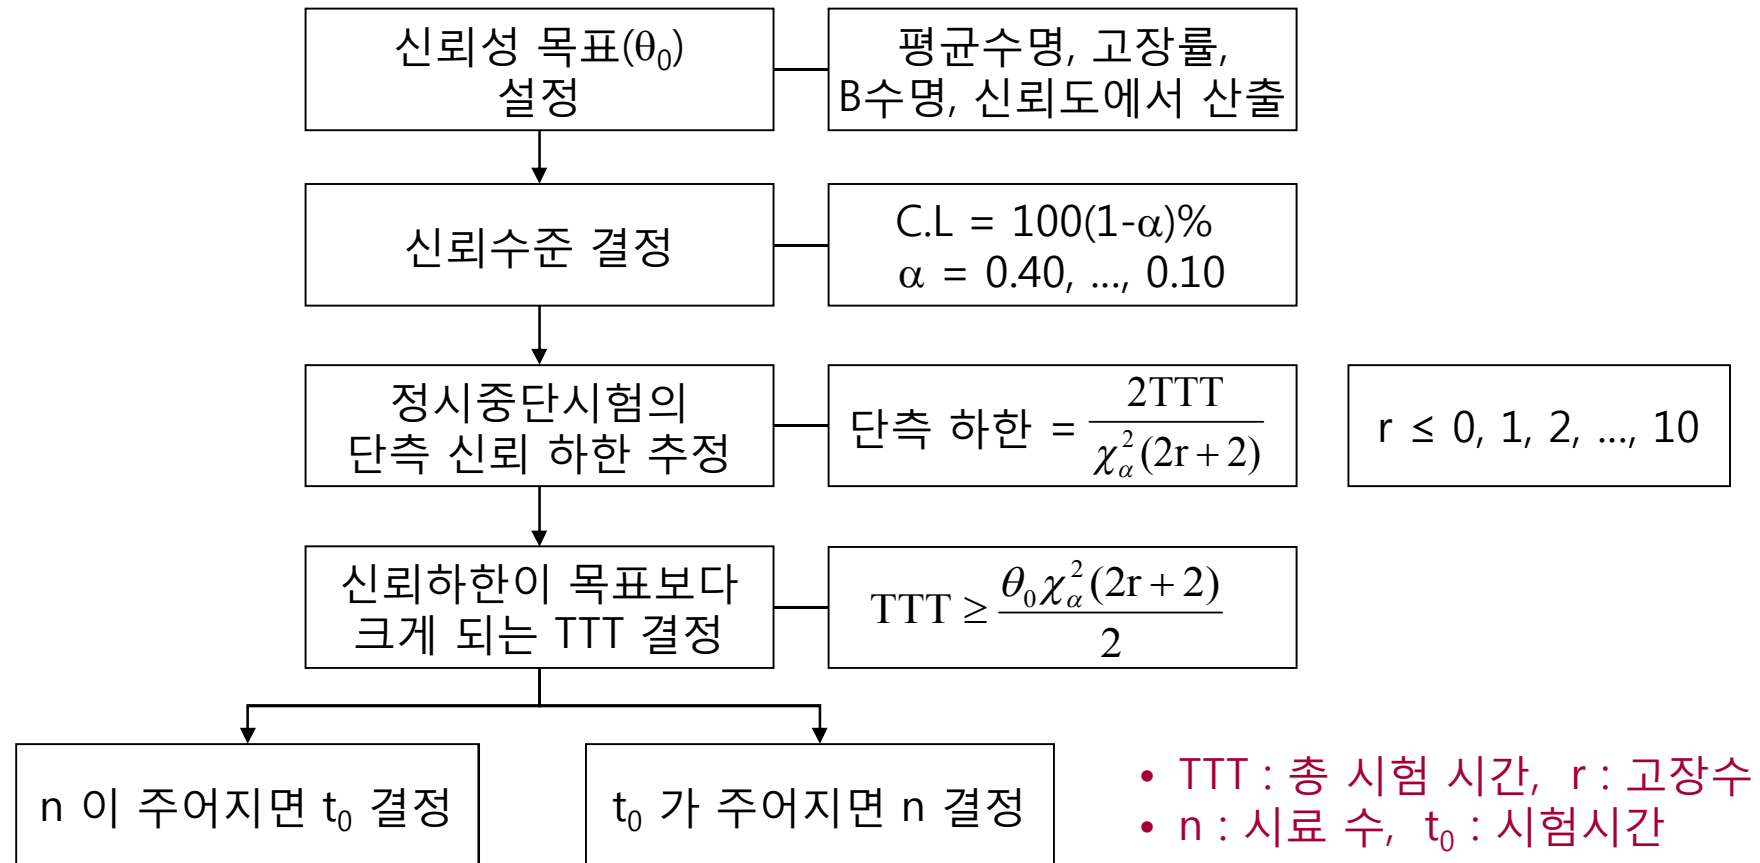 신뢰성 목표(θ₀)
설정
평균수명, 고장률,
B수명, 신뢰도에서 산출
신뢰수준 결정
C.L = 100(1-α)%
α = 0.40, ..., 0.10
정시중단시험의
단측 신뢰 하한 추정
단측 하한 = 2TTT / χ²_α(2r + 2)
r ≤ 0, 1, 2, ..., 10
신뢰하한이 목표보다
크게 되는 TTT 결정
TTT ≥ θ₀χ²_α(2r + 2) / 2
n 이 주어지면 t₀ 결정
t₀ 가 주어지면 n 결정
• TTT : 총 시험 시간, r : 고장수
• n : 시료 수, t₀ : 시험시간